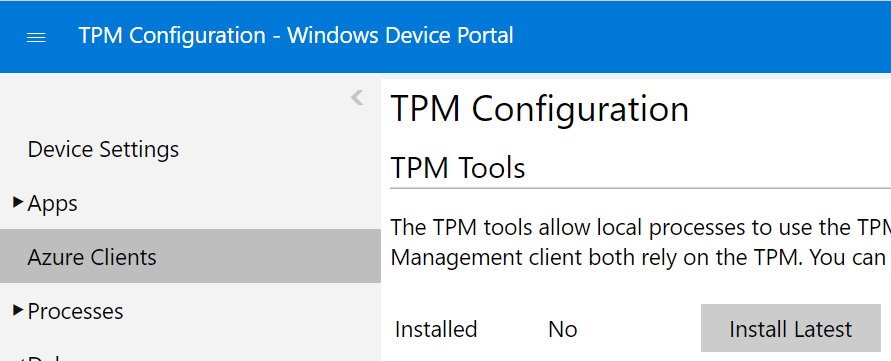 TPM Configuration - Windows Device Portal
TPM Configuration
Device Settings
TPM Tools
Apps
The TPM tools allow local processes to use the TPM
Azure Clients
Management client both rely on the TPM. You can
Processes
Installed No Install Latest